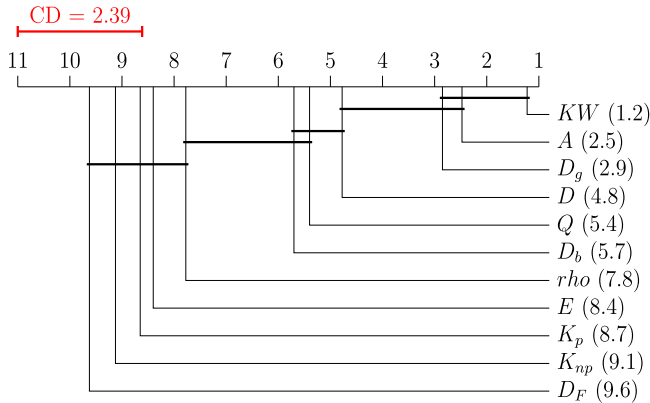 CD = 2.39
11 10 9 8 7 6 5 4 3 2 1
KW (1.2)
A (2.5)
D_g (2.9)
D (4.8)
Q (5.4)
D_b (5.7)
rho (7.8)
E (8.4)
K_p (8.7)
K_np (9.1)
D_F (9.6)